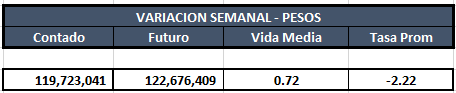 VARIACION SEMANAL - PESOS
Contado Futuro Vida Media Tasa Prom
119,723,041 122,676,409 0.72 -2.22